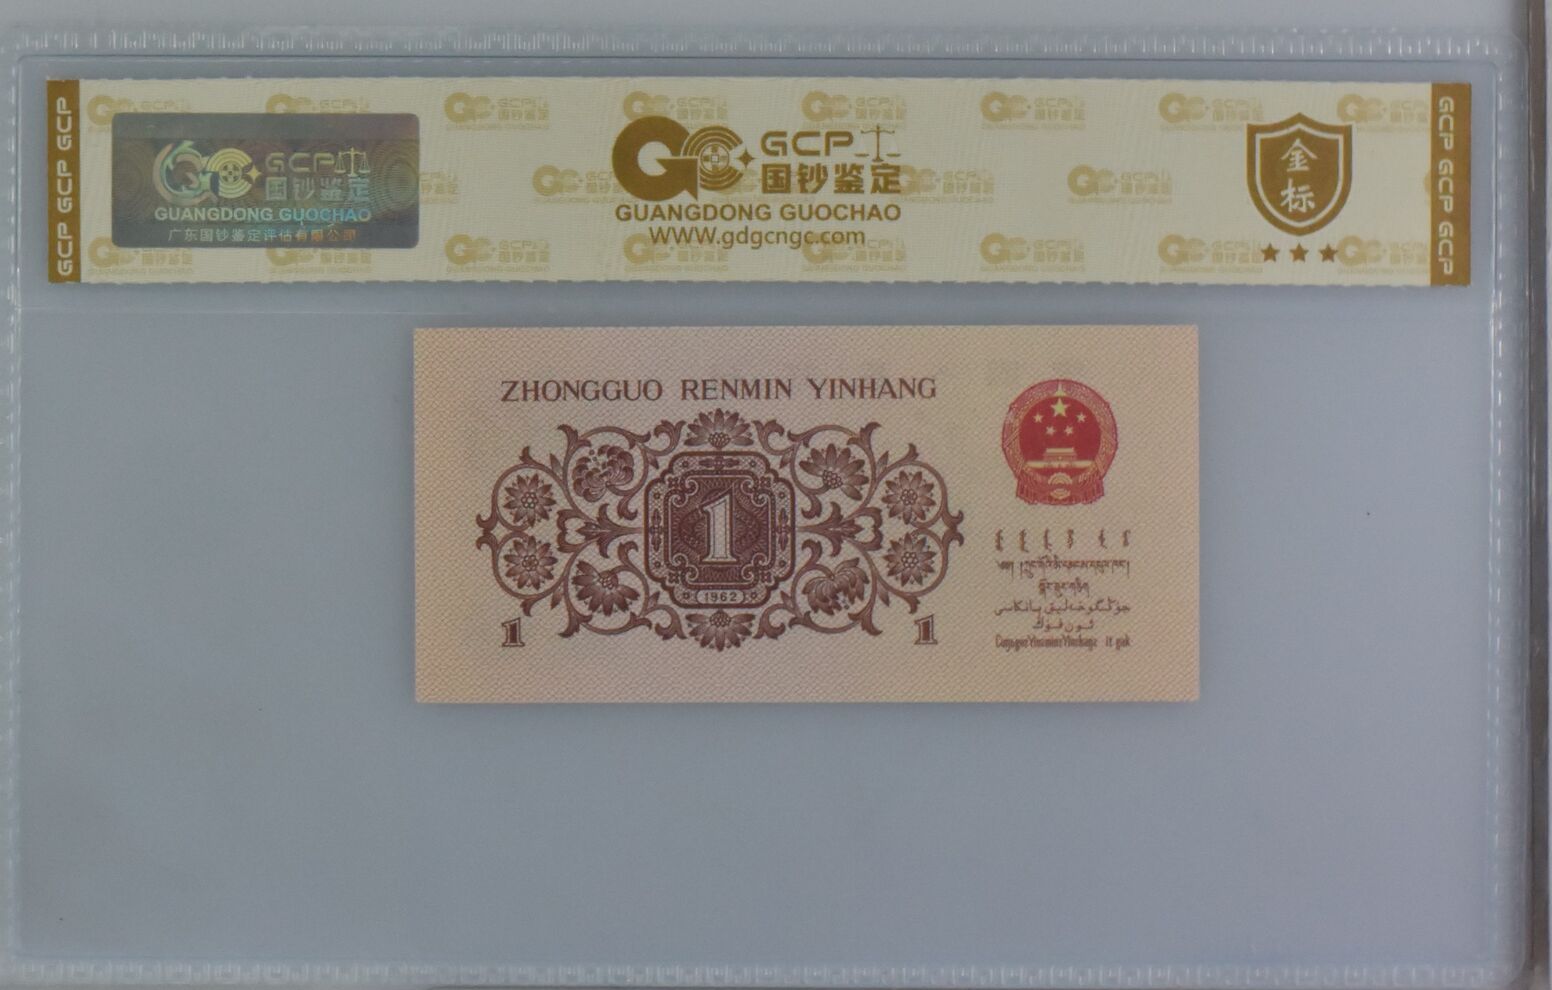 GCP GCP GCP
GCP
国钞鉴定
GUANGDONG GUOCHAO
广东国钞鉴定评估有限公司
GCP
国钞鉴定
GUANGDONG GUOCHAO
WWW.gdgcngc.com
金标
GCP GCP GCP
ZHONGGUO RENMIN YINHANG
1
1962
1
1